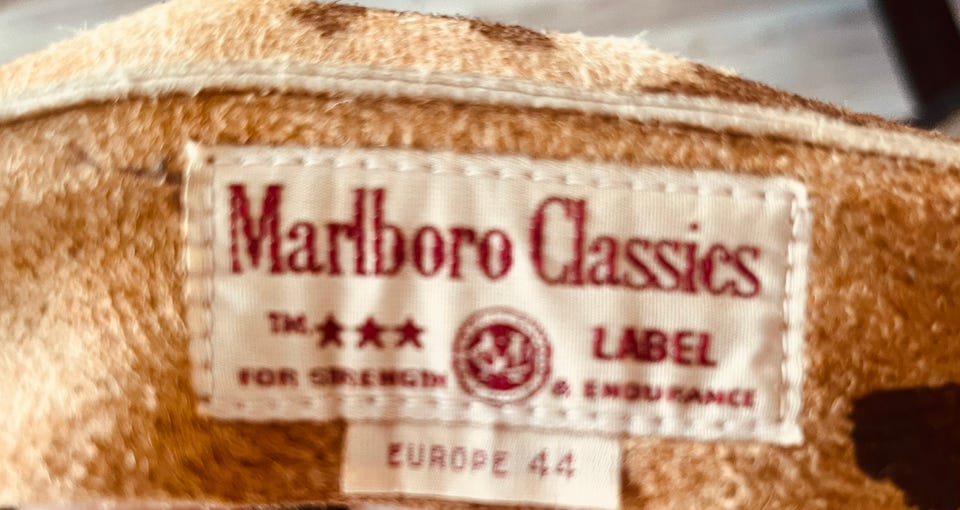 Marlboro Classics
TM. ★★★ LABEL
FOR STRENGTH & ENDURANCE
EUROPE 44